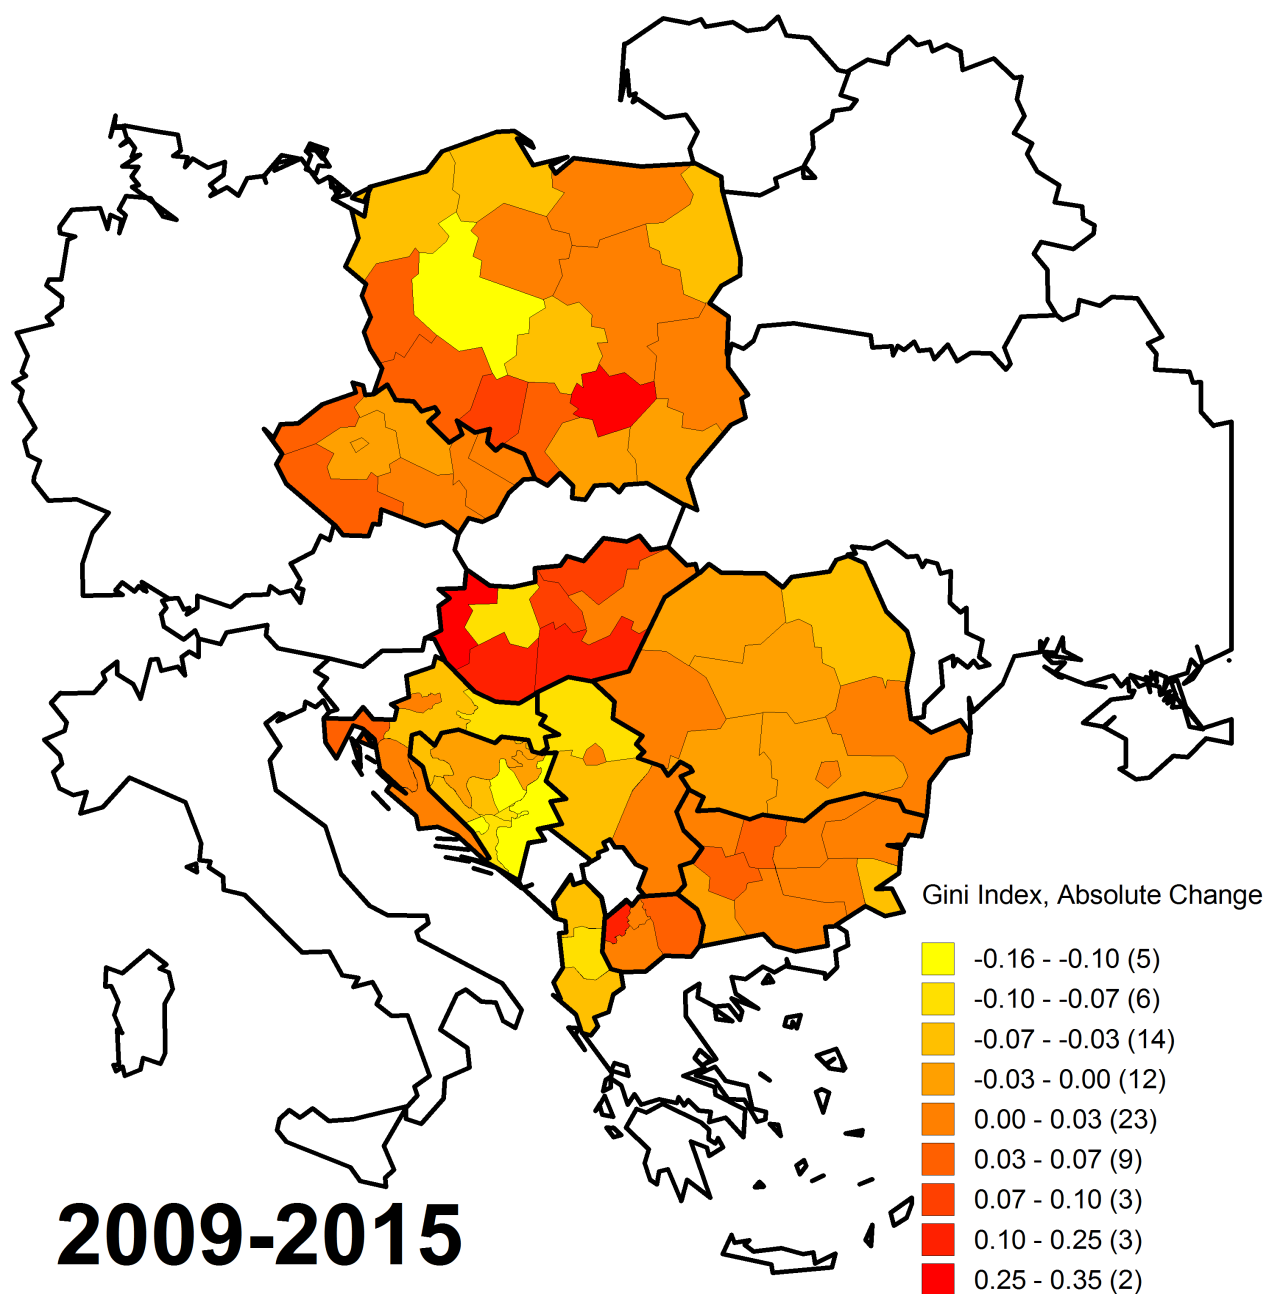 Gini Index, Absolute Change
-0.16 - -0.10 (5)
-0.10 - -0.07 (6)
-0.07 - -0.03 (14)
-0.03 - 0.00 (12)
0.00 - 0.03 (23)
0.03 - 0.07 (9)
0.07 - 0.10 (3)
0.10 - 0.25 (3)
0.25 - 0.35 (2)
2009-2015